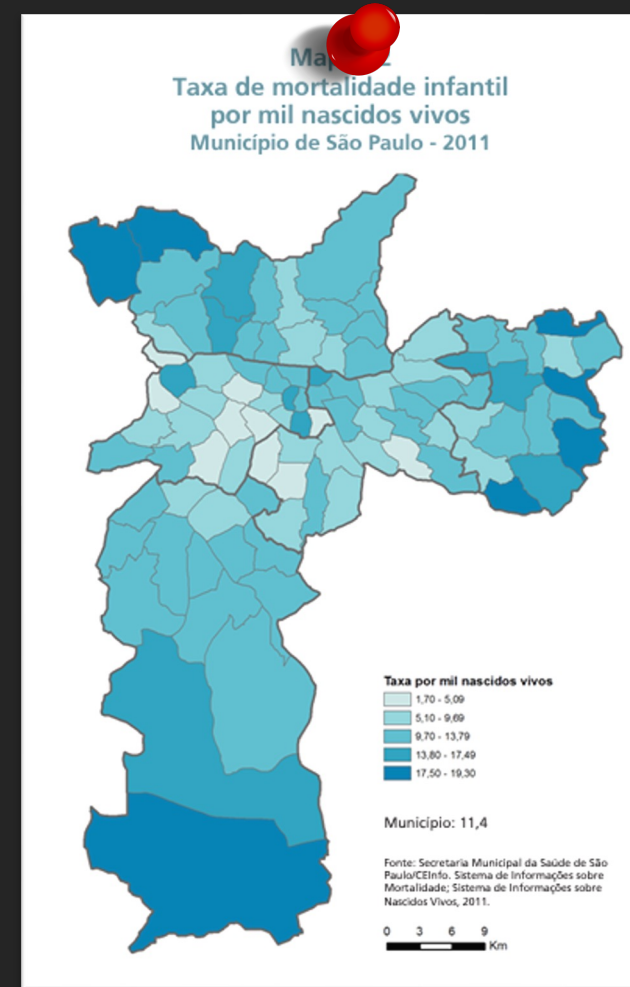 Taxa de mortalidade infantil
por mil nascidos vivos
Município de São Paulo - 2011
Taxa por mil nascidos vivos
1,70 - 5,09
5,10 - 9,69
9,70 - 13,79
13,80 - 17,49
17,50 - 19,30
Município: 11,4
Fonte: Secretaria Municipal da Saúde de São
Paulo/CEInfo. Sistema de Informações sobre
Mortalidade; Sistema de Informações sobre
Nascidos Vivos, 2011.
0 3 6 9
Km